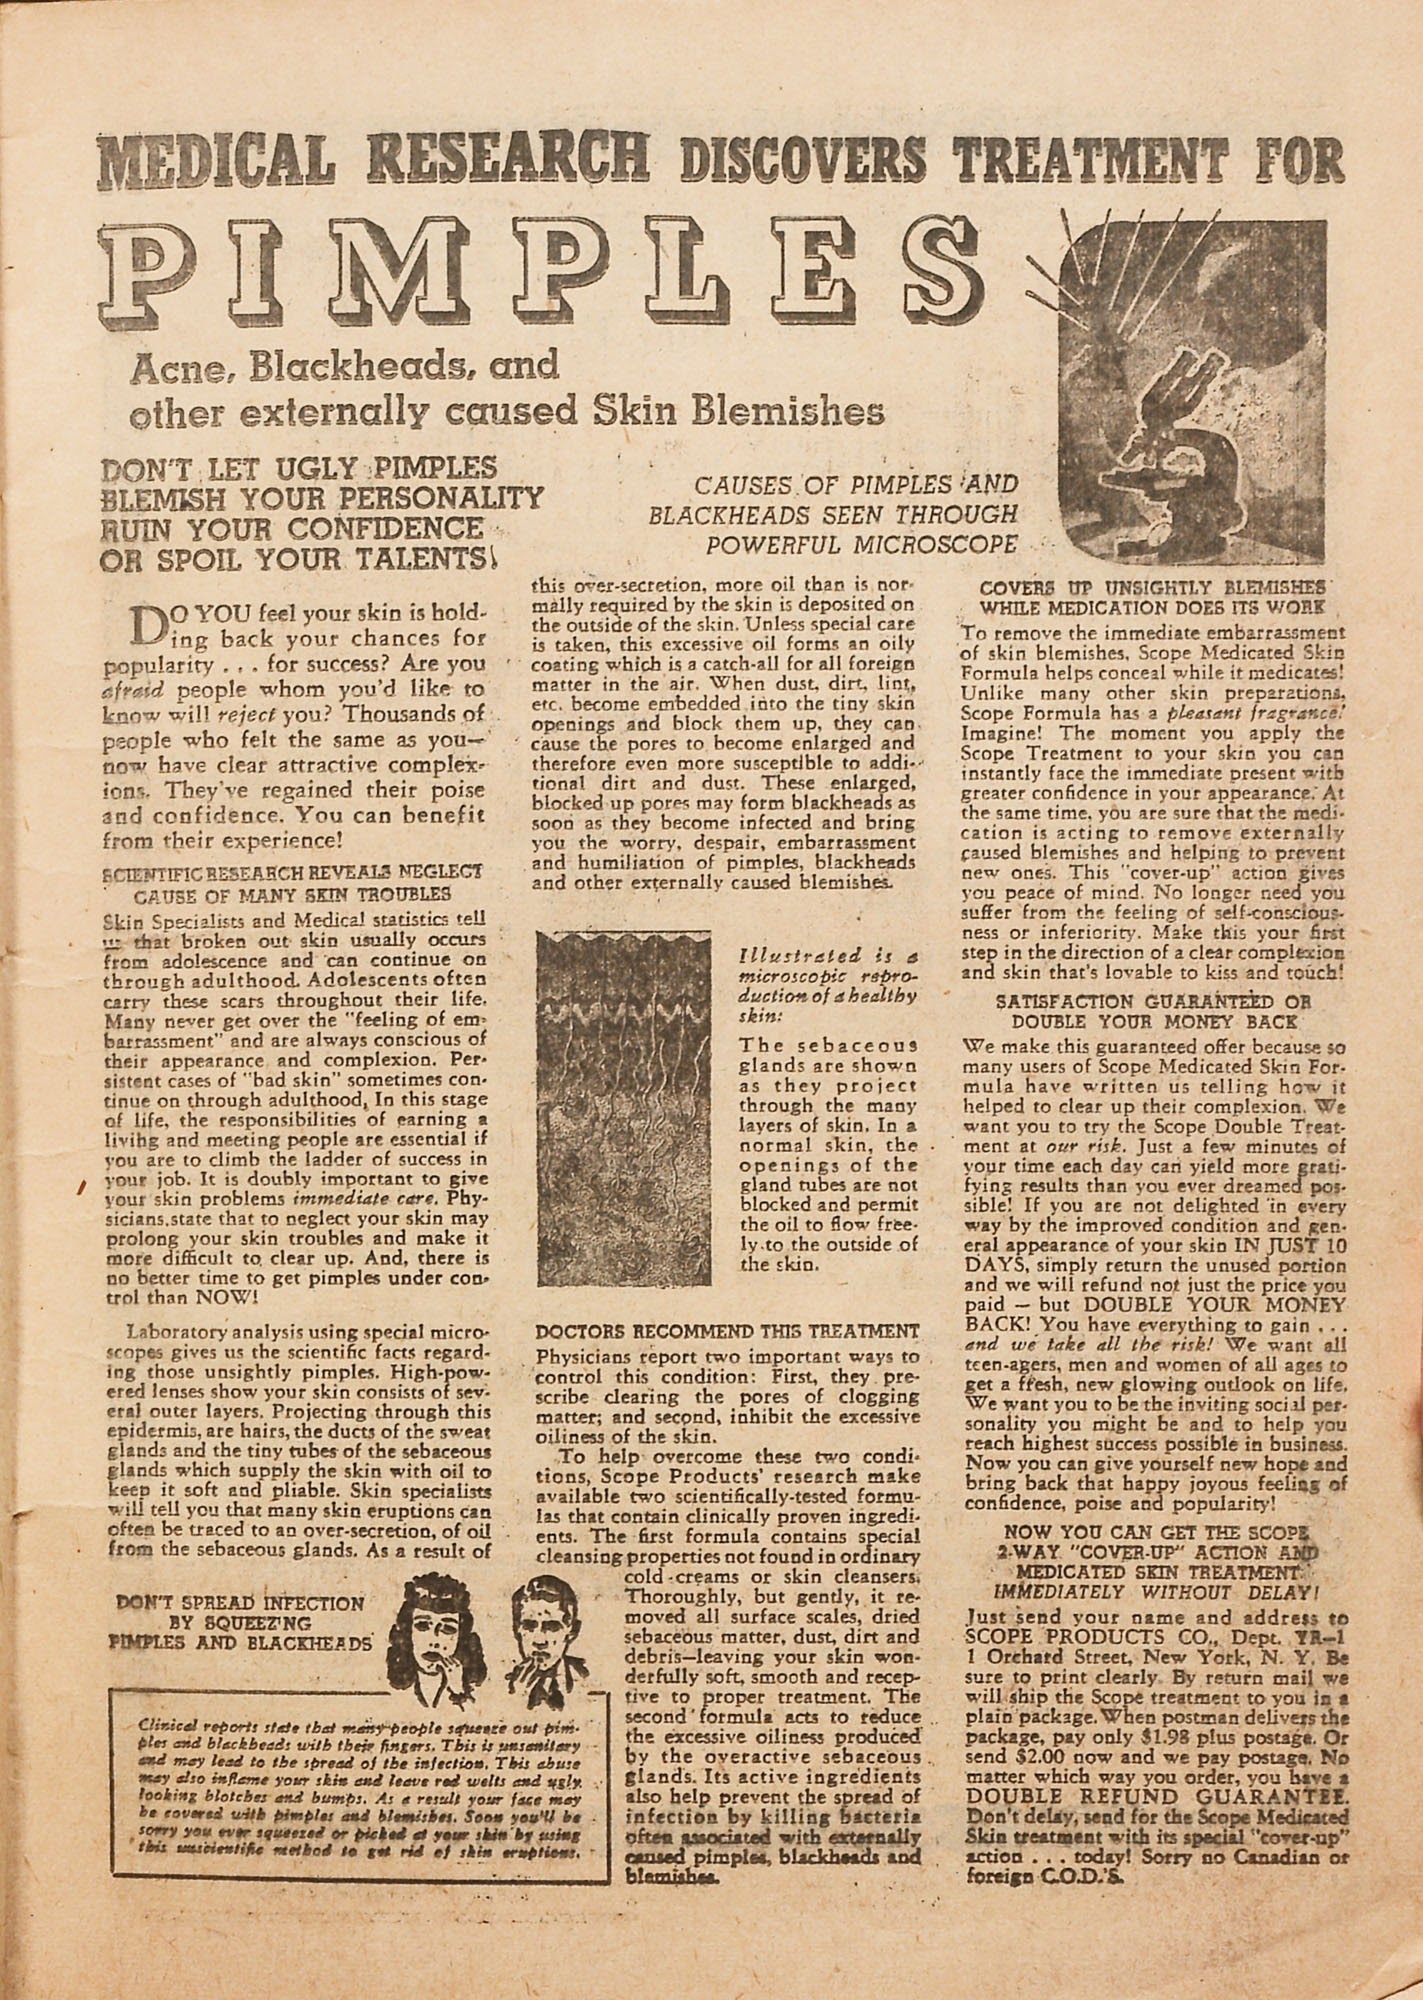 MEDICAL RESEARCH DISCOVERS TREATMENT FOR
PIMPLES
Acne, Blackheads, and
other externally caused Skin Blemishes
DON'T LET UGLY PIMPLES
BLEMISH YOUR PERSONALITY
RUIN YOUR CONFIDENCE
OR SPOIL YOUR TALENTS!
CAUSES OF PIMPLES AND
BLACKHEADS SEEN THROUGH
POWERFUL MICROSCOPE
DO YOU feel your skin is hold-
ing back your chances for
popularity . . . for success? Are you
afraid people whom you'd like to
know will reject you? Thousands of
people who felt the same as you—
now have clear attractive complex-
ions. They've regained their poise
and confidence. You can benefit
from their experience!
SCIENTIFIC RESEARCH REVEALS NEGLECT
CAUSE OF MANY SKIN TROUBLES
Skin Specialists and Medical statistics tell
us that broken out skin usually occurs
from adolescence and can continue on
through adulthood. Adolescents often
carry these scars throughout their life.
Many never get over the "feeling of em-
barrassment" and are always conscious of
their appearance and complexion. Per-
sistent cases of "bad skin" sometimes con-
tinue on through adulthood. In this stage
of life, the responsibilities of earning a
livihg and meeting people are essential if
you are to climb the ladder of success in
your job. It is doubly important to give
your skin problems immediate care. Phy-
sicians state that to neglect your skin may
prolong your skin troubles and make it
more difficult to clear up. And, there is
no better time to get pimples under con-
trol than NOW!
Laboratory analysis using special micro-
scopes gives us the scientific facts regard-
ing those unsightly pimples. High-pow-
ered lenses show your skin consists of sev-
eral outer layers. Projecting through this
epidermis, are hairs, the ducts of the sweat
glands and the tiny tubes of the sebaceous
glands which supply the skin with oil to
keep it soft and pliable. Skin specialists
will tell you that many skin eruptions can
often be traced to an over-secretion, of oil
from the sebaceous glands. As a result of
DON'T SPREAD INFECTION
BY SQUEEZING
PIMPLES AND BLACKHEADS
Clinical reports state that many people squeeze out pim-
ples and blackheads with their fingers. This is unsanitary
and may lead to the spread of the infection. This abuse
may also inflame your skin and leave red welts and ugly
looking blotches and bumps. As a result your face may
be covered with pimples and blemishes. Soon you'll be
sorry you ever squeezed or picked at your skin by using
this unscientific method to get rid of skin eruptions.
this over-secretion, more oil than is nor-
mally required by the skin is deposited on
the outside of the skin. Unless special care
is taken, this excessive oil forms an oily
coating which is a catch-all for all foreign
matter in the air. When dust, dirt, lint,
etc. become embedded into the tiny skin
openings and block them up, they can
cause the pores to become enlarged and
therefore even more susceptible to addi-
tional dirt and dust. These enlarged,
blocked up pores may form blackheads as
soon as they become infected and bring
you the worry, despair, embarrassment
and humiliation of pimples, blackheads
and other externally caused blemishes.
Illustrated is a
microscopic repro-
duction of a healthy
skin:
The sebaceous
glands are shown
as they project
through the many
layers of skin. In a
normal skin, the
openings of the
gland tubes are not
blocked and permit
the oil to flow free-
ly to the outside of
the skin.
DOCTORS RECOMMEND THIS TREATMENT
Physicians report two important ways to
control this condition: First, they pre-
scribe clearing the pores of clogging
matter; and second, inhibit the excessive
oiliness of the skin.
To help overcome these two condi-
tions, Scope Products' research make
available two scientifically-tested formu-
las that contain clinically proven ingredi-
ents. The first formula contains special
cleansing properties not found in ordinary
cold creams or skin cleansers.
Thoroughly, but gently, it re-
moved all surface scales, dried
sebaceous matter, dust, dirt and
debris—leaving your skin won-
derfully soft, smooth and recep-
tive to proper treatment. The
second formula acts to reduce
the excessive oiliness produced
by the overactive sebaceous
glands. Its active ingredients
also help prevent the spread of
infection by killing bacteria
often associated with externally
caused pimples, blackheads and
blemishes.
COVERS UP UNSIGHTLY BLEMISHES
WHILE MEDICATION DOES ITS WORK
To remove the immediate embarrassment
of skin blemishes, Scope Medicated Skin
Formula helps conceal while it medicates!
Unlike many other skin preparations,
Scope Formula has a pleasant fragrance!
Imagine! The moment you apply the
Scope Treatment to your skin you can
instantly face the immediate present with
greater confidence in your appearance. At
the same time, you are sure that the medi-
cation is acting to remove externally
caused blemishes and helping to prevent
new ones. This "cover-up" action gives
you peace of mind. No longer need you
suffer from the feeling of self-conscious-
ness or inferiority. Make this your first
step in the direction of a clear complexion
and skin that's lovable to kiss and touch!
SATISFACTION GUARANTEED OR
DOUBLE YOUR MONEY BACK
We make this guaranteed offer because so
many users of Scope Medicated Skin For-
mula have written us telling how it
helped to clear up their complexion. We
want you to try the Scope Double Treat-
ment at our risk. Just a few minutes of
your time each day can yield more grati-
fying results than you ever dreamed pos-
sible! If you are not delighted in every
way by the improved condition and gen-
eral appearance of your skin IN JUST 10
DAYS, simply return the unused portion
and we will refund not just the price you
paid — but DOUBLE YOUR MONEY
BACK! You have everything to gain . . .
and we take all the risk! We want all
teen-agers, men and women of all ages to
get a fresh, new glowing outlook on life.
We want you to be the inviting social per-
sonality you might be and to help you
reach highest success possible in business.
Now you can give yourself new hope and
bring back that happy joyous feeling of
confidence, poise and popularity!
NOW YOU CAN GET THE SCOPE
2-WAY "COVER-UP" ACTION AND
MEDICATED SKIN TREATMENT
IMMEDIATELY WITHOUT DELAY!
Just send your name and address to
SCOPE PRODUCTS CO., Dept. YR-1
1 Orchard Street, New York, N. Y. Be
sure to print clearly. By return mail we
will ship the Scope treatment to you in a
plain package. When postman delivers the
package, pay only $1.98 plus postage. Or
send $2.00 now and we pay postage. No
matter which way you order, you have a
DOUBLE REFUND GUARANTEE.
Don't delay, send for the Scope Medicated
Skin treatment with its special "cover-up"
action . . . today! Sorry no Canadian or
foreign C.O.D.'S.